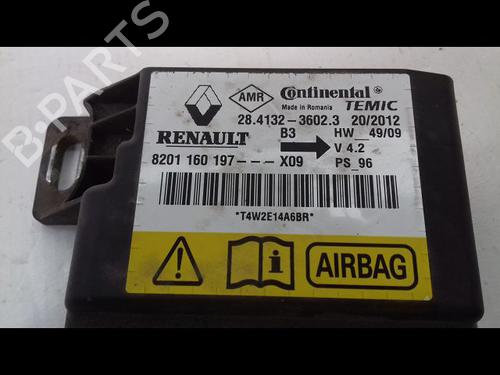 B-PARTS
AMR Continental
Made in Romania TEMIC
28.4132-3602.3 20/2012
RENAULT B3 HW__49/09
V 4.2
8201 160 197---X09 PS_96
*T4W2E14A6BR*
AIRBAG